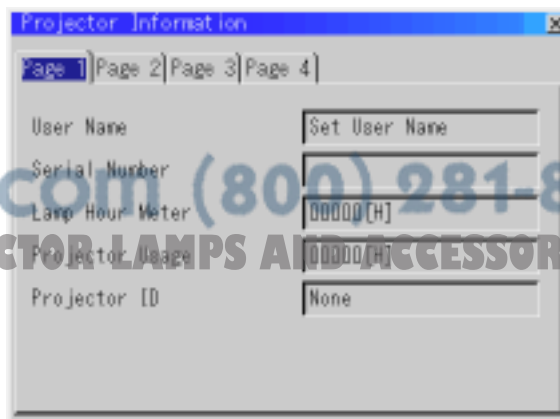 Projector Information
Page 1 Page 2 Page 3 Page 4
User Name Set User Name
Serial Number
Lamp Hour Meter 00000[H]
Projector Usage 00000[H]
Projector ID None
com (800) 281-8
CTOR LAMPS AND ACCESSOR